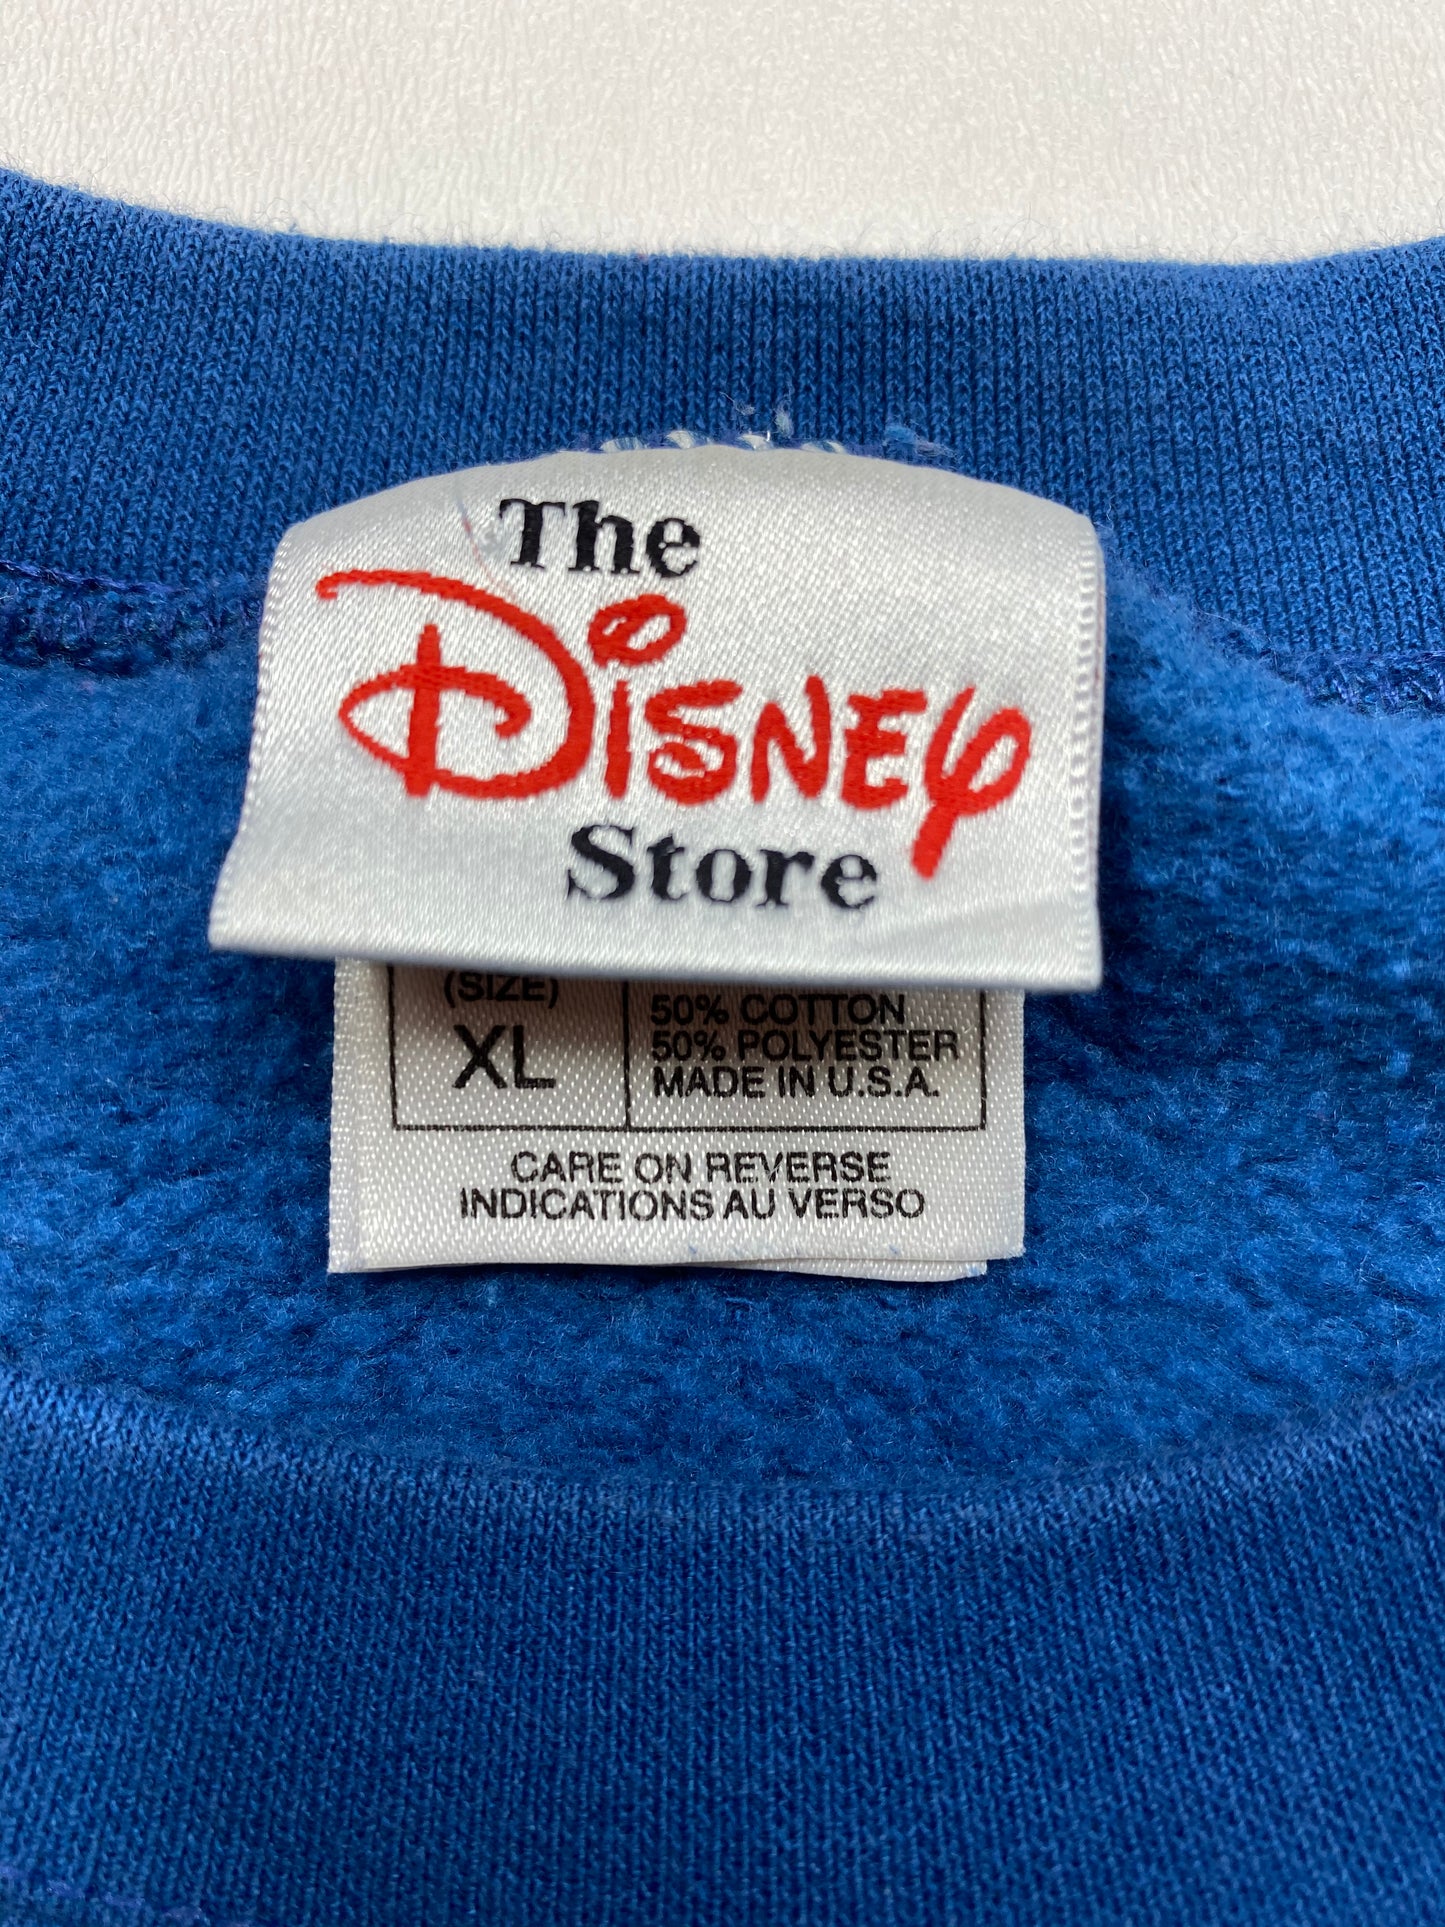 The
Disney
Store
(SIZE)
XL
50% COTTON
50% POLYESTER
MADE IN U.S.A.
CARE ON REVERSE
INDICATIONS AU VERSO